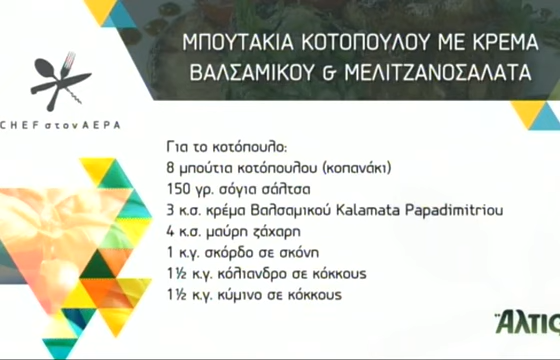 ΜΠΟΥΤΑΚΙΑ ΚΟΤΟΠΟΥΛΟΥ ΜΕ ΚΡΕΜΑ
ΒΑΛΣΑΜΙΚΟΥ & ΜΕΛΙΤΖΑΝΟΣΑΛΑΤΑ
CHEF στον ΑΕΡΑ
Για το κοτόπουλο:
8 μπούτια κοτόπουλου (κοπανάκι)
150 γρ. σόγια σάλτσα
3 κ.σ. κρέμα Βαλσαμικού Kalamata Papadimitriou
4 κ.σ. μαύρη ζάχαρη
1 κ.γ. σκόρδο σε σκόνη
1½ κ.γ. κόλιανδρο σε κόκκους
1½ κ.γ. κύμινο σε κόκκους
Άλτις